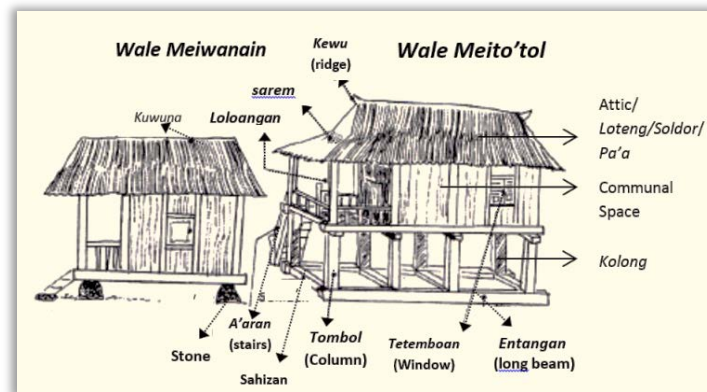 Wale Meiwanain
Kewu
(ridge)
Wale Meito'tol
sarem
Kuwuna
Loloangan
Attic/
Loteng/Soldor/
Pa'a
Communal
Space
Kolong
A'aran
(stairs)
Stone
Sahizan
Tombol
(Column)
Tetemboan
(Window)
Entangan
(long beam)